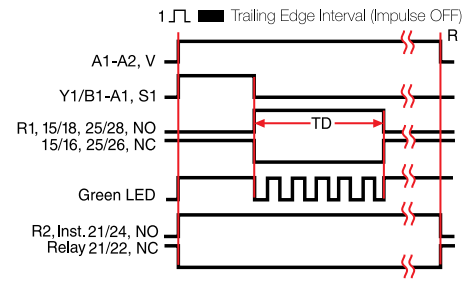 1 Trailing Edge Interval (Impulse OFF)
R
A1-A2, V
Y1/B1-A1, S1
R1, 15/18, 25/28, NO
TD
15/16, 25/26, NC
Green LED
R2, Inst. 21/24, NO
Relay 21/22, NC